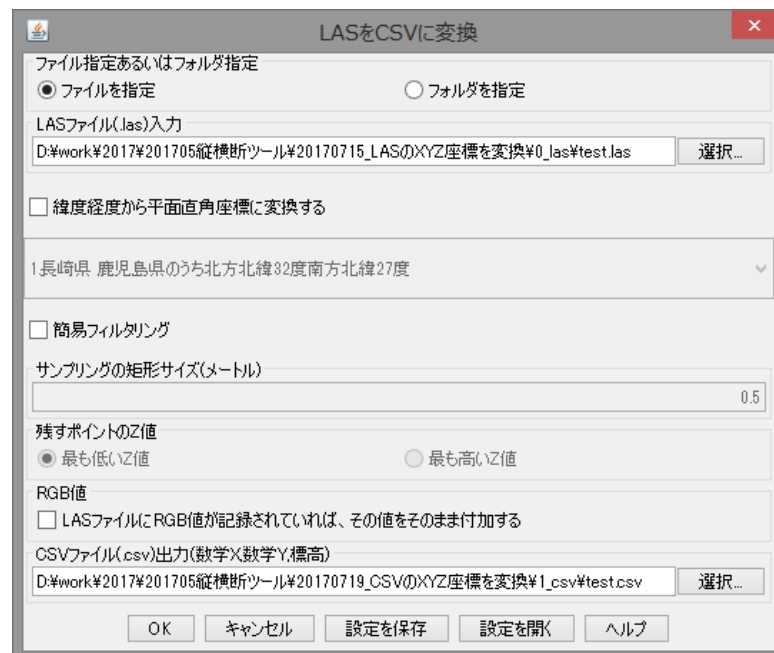 LASをCSVに変換
ファイル指定あるいはフォルダ指定
ファイルを指定 フォルダを指定
LASファイル(.las)入力
D:¥work¥2017¥201705縦横断ツール¥20170715_LASのXYZ座標を変換¥0_las¥test.las 選択...
緯度経度から平面直角座標に変換する
1長崎県 鹿児島県のうち北方北緯32度南方北緯27度
簡易フィルタリング
サンプリングの矩形サイズ(メートル)
0.5
残すポイントのZ値
最も低いZ値 最も高いZ値
RGB値
LASファイルにRGB値が記録されていれば、その値をそのまま付加する
CSVファイル(.csv)出力(数学X,数学Y,標高)
D:¥work¥2017¥201705縦横断ツール¥20170719_CSVのXYZ座標を変換¥1_csv¥test.csv 選択...
OK キャンセル 設定を保存 設定を開く ヘルプ